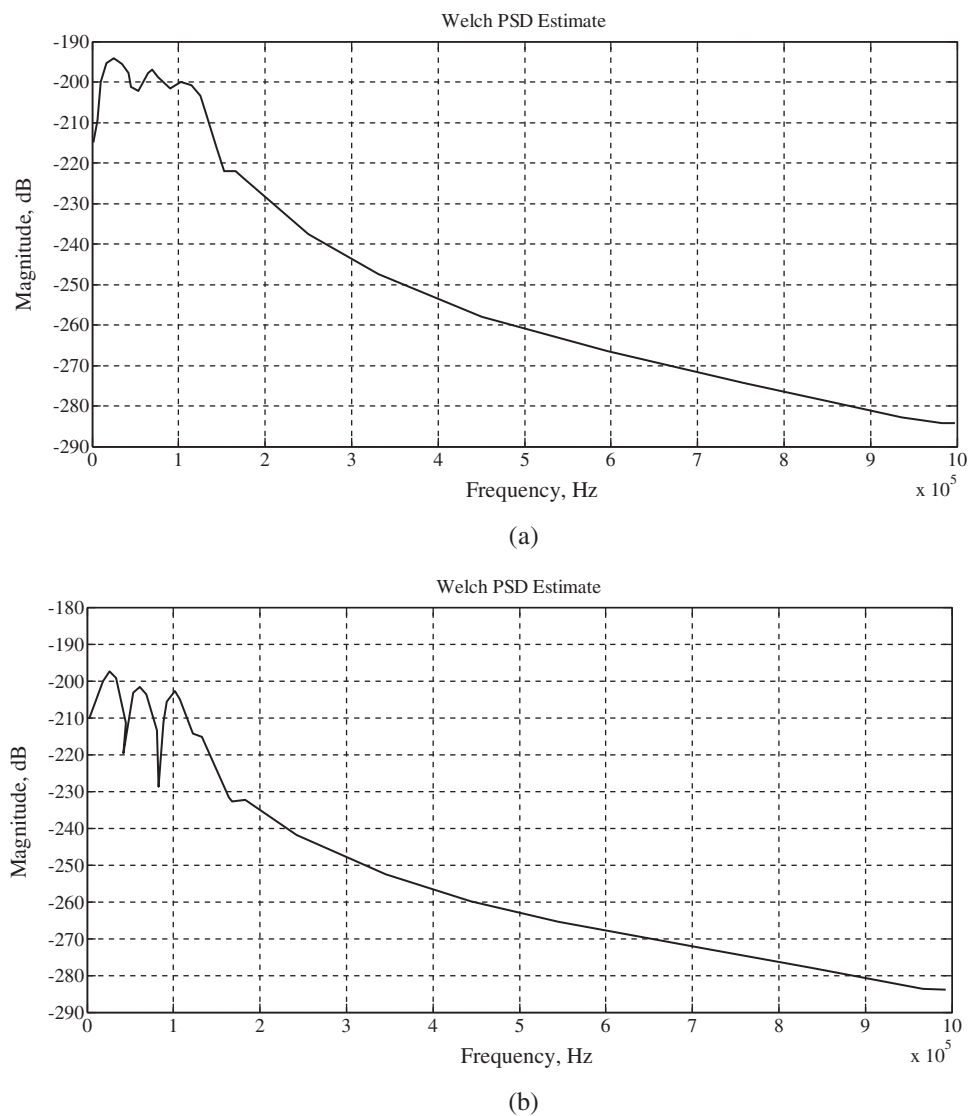 Welch PSD Estimate
-190
-200
-210
-220
-230
-240
-250
-260
-270
-280
-290
Magnitude, dB
0 1 2 3 4 5 6 7 8 9 10
Frequency, Hz
x 10^5
(a)
Welch PSD Estimate
-180
-190
-200
-210
-220
-230
-240
-250
-260
-270
-280
-290
Magnitude, dB
0 1 2 3 4 5 6 7 8 9 10
Frequency, Hz
x 10^5
(b)